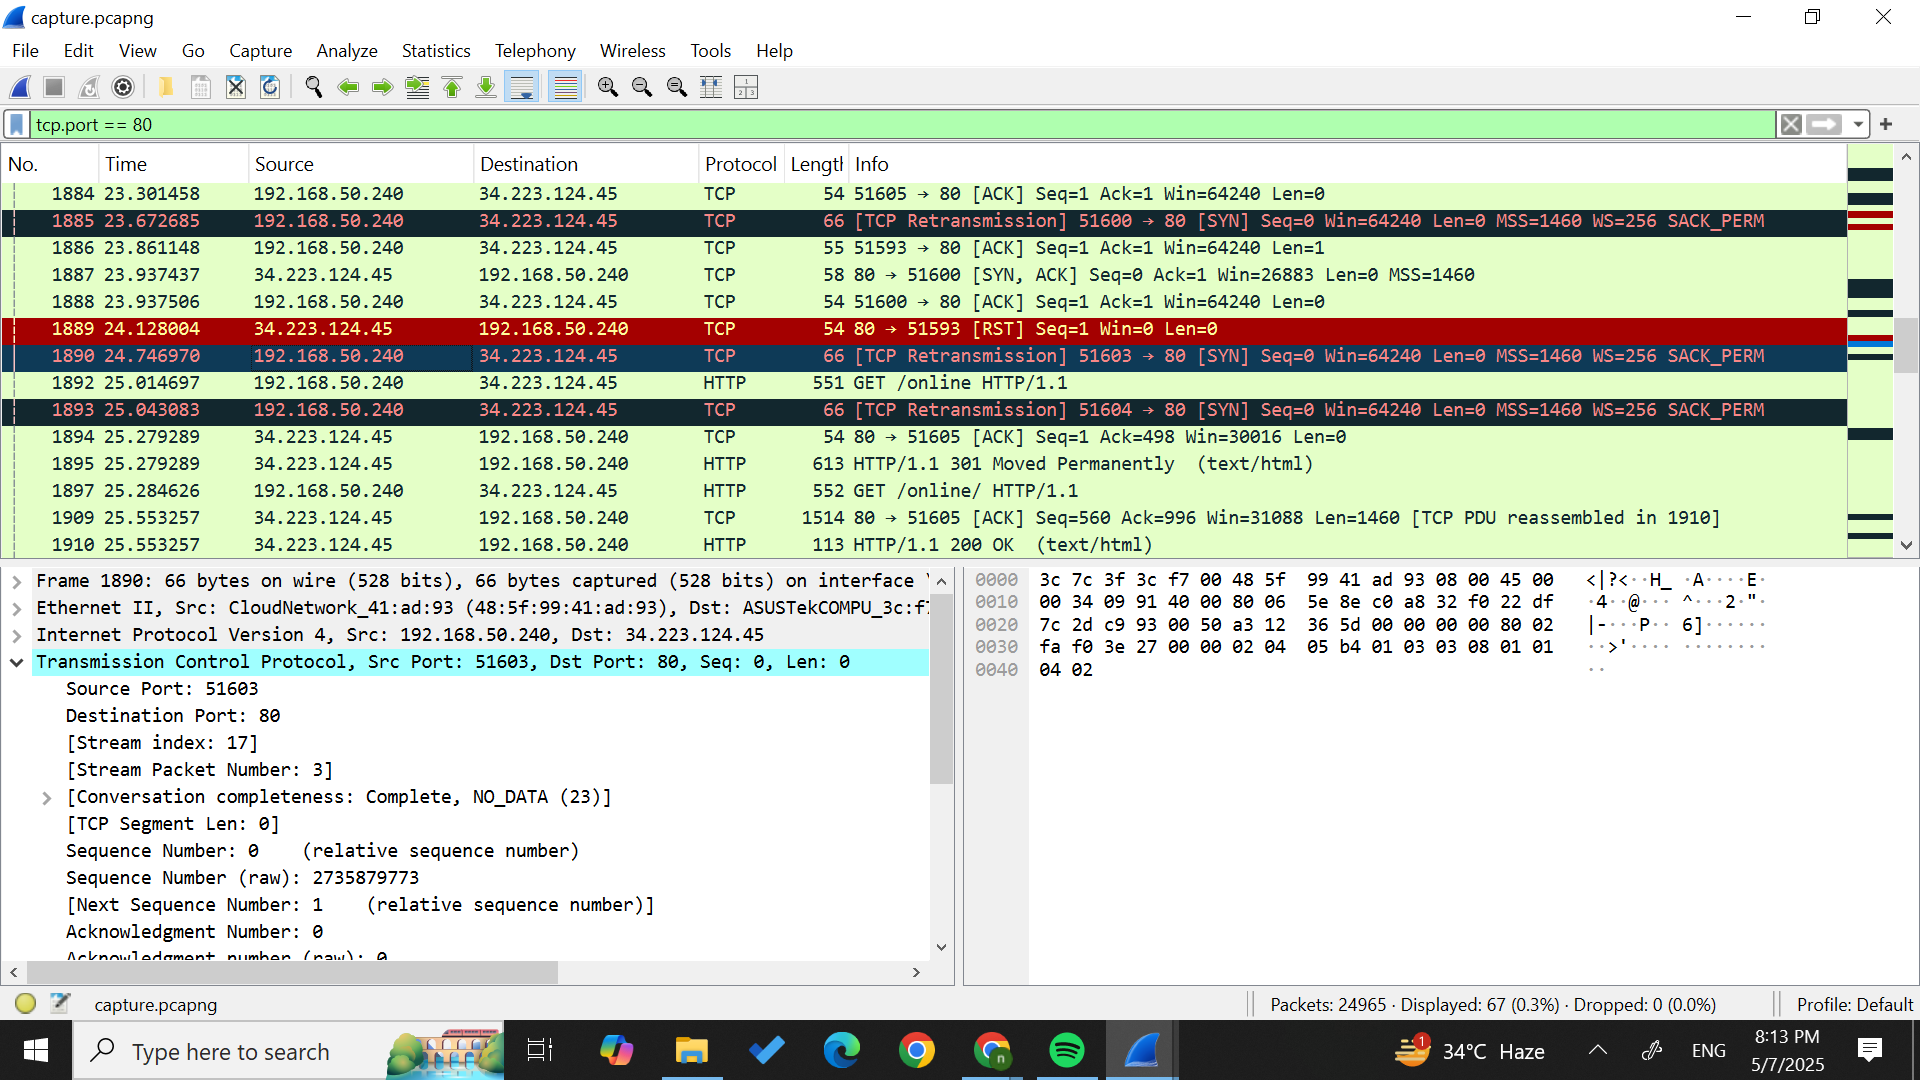 capture.pcapng
File Edit View Go Capture Analyze Statistics Telephony Wireless Tools Help
tcp.port == 80
No. Time Source Destination Protocol Length Info
1884 23.301458 192.168.50.240 34.223.124.45 TCP 54 51605 → 80 [ACK] Seq=1 Ack=1 Win=64240 Len=0
1885 23.672685 192.168.50.240 34.223.124.45 TCP 66 [TCP Retransmission] 51600 → 80 [SYN] Seq=0 Win=64240 Len=0 MSS=1460 WS=256 SACK_PERM
1886 23.861148 192.168.50.240 34.223.124.45 TCP 55 51593 → 80 [ACK] Seq=1 Ack=1 Win=64240 Len=1
1887 23.937437 34.223.124.45 192.168.50.240 TCP 58 80 → 51600 [SYN, ACK] Seq=0 Ack=1 Win=26883 Len=0 MSS=1460
1888 23.937506 192.168.50.240 34.223.124.45 TCP 54 51600 → 80 [ACK] Seq=1 Ack=1 Win=64240 Len=0
1889 24.128004 34.223.124.45 192.168.50.240 TCP 54 80 → 51593 [RST] Seq=1 Win=0 Len=0
1890 24.746970 192.168.50.240 34.223.124.45 TCP 66 [TCP Retransmission] 51603 → 80 [SYN] Seq=0 Win=64240 Len=0 MSS=1460 WS=256 SACK_PERM
1892 25.014697 192.168.50.240 34.223.124.45 HTTP 551 GET /online HTTP/1.1
1893 25.043083 192.168.50.240 34.223.124.45 TCP 66 [TCP Retransmission] 51604 → 80 [SYN] Seq=0 Win=64240 Len=0 MSS=1460 WS=256 SACK_PERM
1894 25.279289 34.223.124.45 192.168.50.240 TCP 54 80 → 51605 [ACK] Seq=1 Ack=498 Win=30016 Len=0
1895 25.279289 34.223.124.45 192.168.50.240 HTTP 613 HTTP/1.1 301 Moved Permanently (text/html)
1897 25.284626 192.168.50.240 34.223.124.45 HTTP 552 GET /online/ HTTP/1.1
1909 25.553257 34.223.124.45 192.168.50.240 TCP 1514 80 → 51605 [ACK] Seq=560 Ack=996 Win=31088 Len=1460 [TCP PDU reassembled in 1910]
1910 25.553257 34.223.124.45 192.168.50.240 HTTP 113 HTTP/1.1 200 OK (text/html)
Frame 1890: 66 bytes on wire (528 bits), 66 bytes captured (528 bits) on interface \
Ethernet II, Src: CloudNetwork_41:ad:93 (48:5f:99:41:ad:93), Dst: ASUSTekCOMPU_3c:f7
Internet Protocol Version 4, Src: 192.168.50.240, Dst: 34.223.124.45
Transmission Control Protocol, Src Port: 51603, Dst Port: 80, Seq: 0, Len: 0
Source Port: 51603
Destination Port: 80
[Stream index: 17]
[Stream Packet Number: 3]
[Conversation completeness: Complete, NO_DATA (23)]
[TCP Segment Len: 0]
Sequence Number: 0 (relative sequence number)
Sequence Number (raw): 2735879773
[Next Sequence Number: 1 (relative sequence number)]
Acknowledgment Number: 0
Acknowledgment number (raw): 0
0000 3c 7c 3f 3c f7 00 48 5f 99 41 ad 93 08 00 45 00 <|?<··H_ ·A····E·
0010 00 34 09 91 40 00 80 06 5e 8e c0 a8 32 f0 22 df ·4··@··· ^···2·"·
0020 7c 2d c9 93 00 50 a3 12 36 5d 00 00 00 00 80 02 |-···P·· 6]······
0030 fa f0 3e 27 00 00 02 04 05 b4 01 03 03 08 01 01 ··>'···· ········
0040 04 02 ··
capture.pcapng
Packets: 24965 · Displayed: 67 (0.3%) · Dropped: 0 (0.0%)
Profile: Default
Type here to search
n
1
34°C Haze
ENG
8:13 PM
5/7/2025